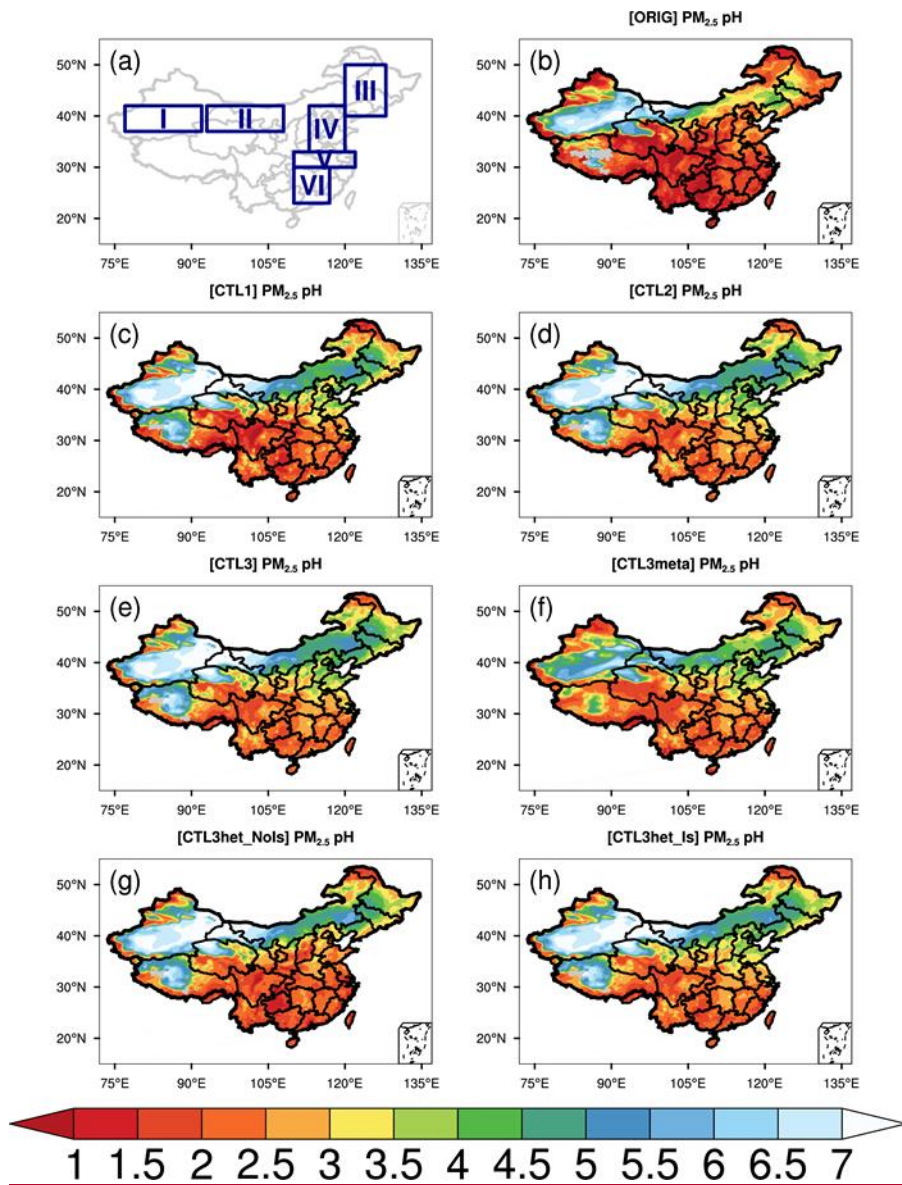 [ORIG] PM2.5 pH
(a)
I
II
III
IV
V
VI
50°N
40°N
30°N
20°N
75°E 90°E 105°E 120°E 135°E
(b)
50°N
40°N
30°N
20°N
75°E 90°E 105°E 120°E 135°E
[CTL1] PM2.5 pH
(c)
50°N
40°N
30°N
20°N
75°E 90°E 105°E 120°E 135°E
[CTL2] PM2.5 pH
(d)
50°N
40°N
30°N
20°N
75°E 90°E 105°E 120°E 135°E
[CTL3] PM2.5 pH
(e)
50°N
40°N
30°N
20°N
75°E 90°E 105°E 120°E 135°E
[CTL3meta] PM2.5 pH
(f)
50°N
40°N
30°N
20°N
75°E 90°E 105°E 120°E 135°E
[CTL3het_NoIs] PM2.5 pH
(g)
50°N
40°N
30°N
20°N
75°E 90°E 105°E 120°E 135°E
[CTL3het_Is] PM2.5 pH
(h)
50°N
40°N
30°N
20°N
75°E 90°E 105°E 120°E 135°E
1 1.5 2 2.5 3 3.5 4 4.5 5 5.5 6 6.5 7